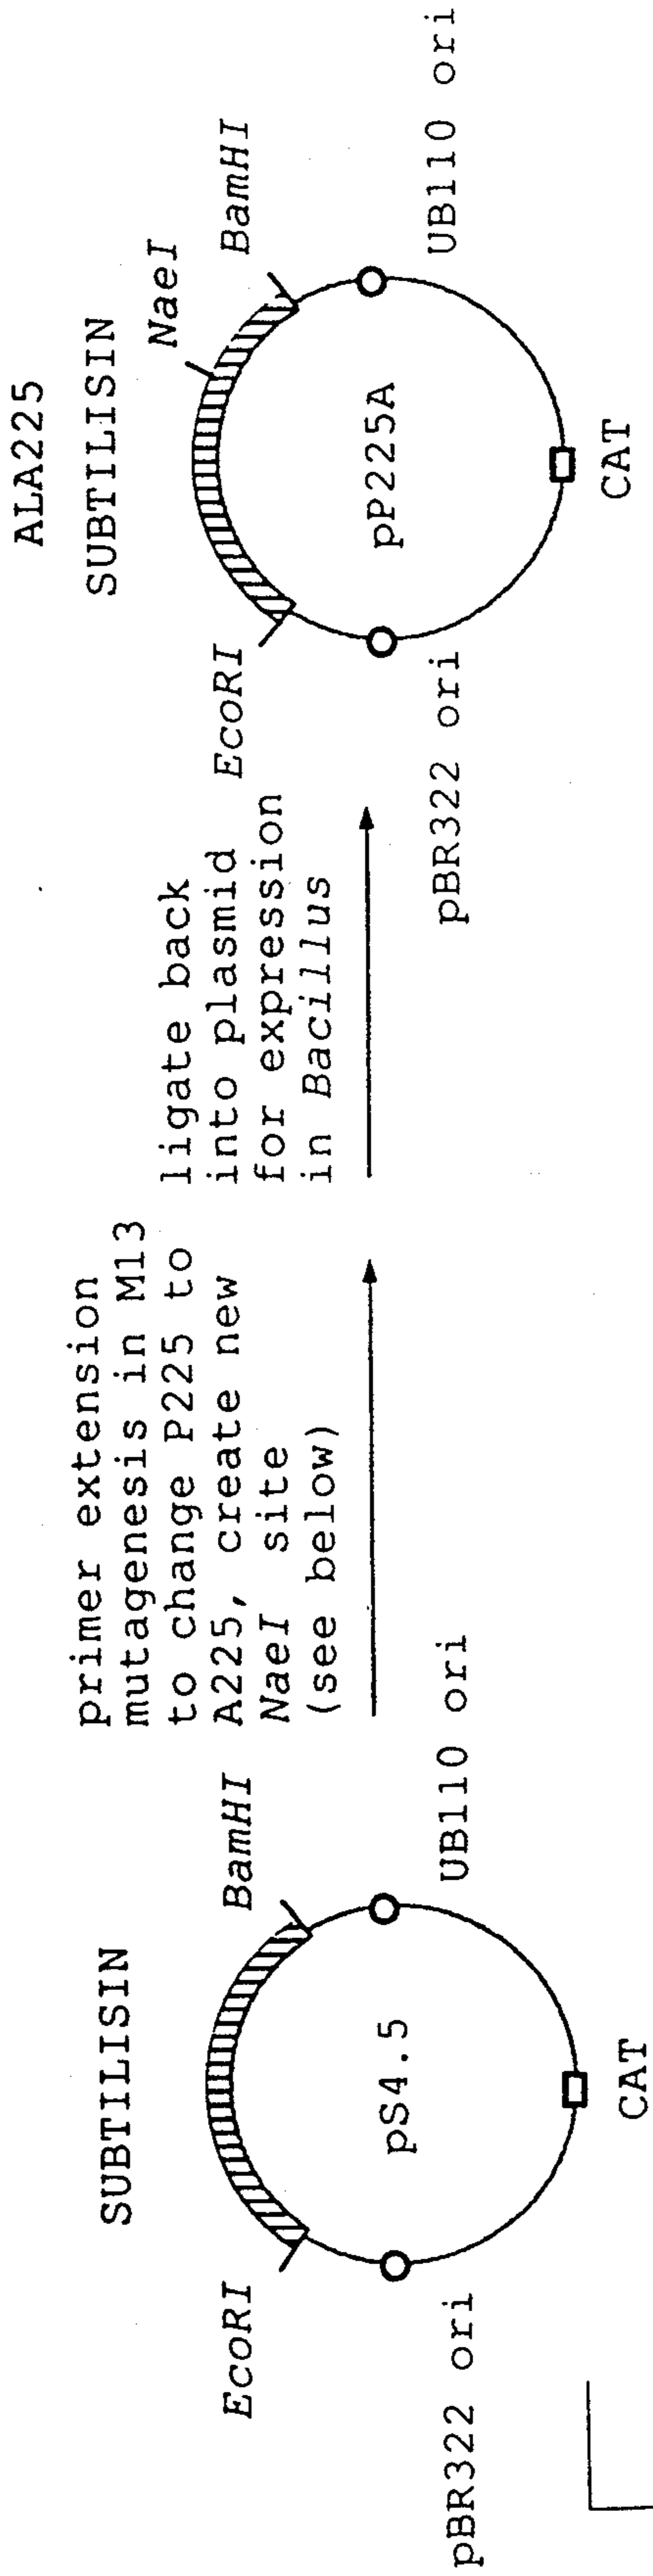 SUBTILISIN
EcoRI
BamHI
pS4.5
pBR322 ori
UB110 ori
CAT
primer extension
mutagenesis in M13
to change P225 to
A225, create new
NaeI site
(see below)
ligate back
into plasmid
for expression
in Bacillus
ALA225
SUBTILISIN
NaeI
EcoRI
BamHI
pP225A
pBR322 ori
UB110 ori
CAT